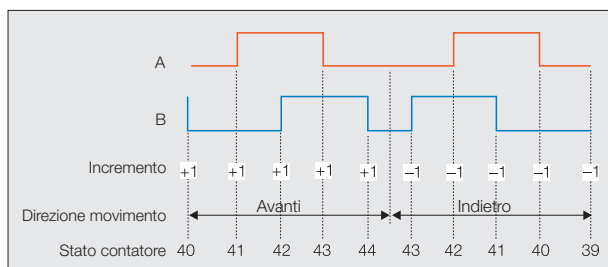 A
B
Incremento +1 +1 +1 +1 +1 −1 −1 −1 −1 −1
Avanti Indietro
Direzione movimento
Stato contatore 40 41 42 43 44 43 42 41 40 39